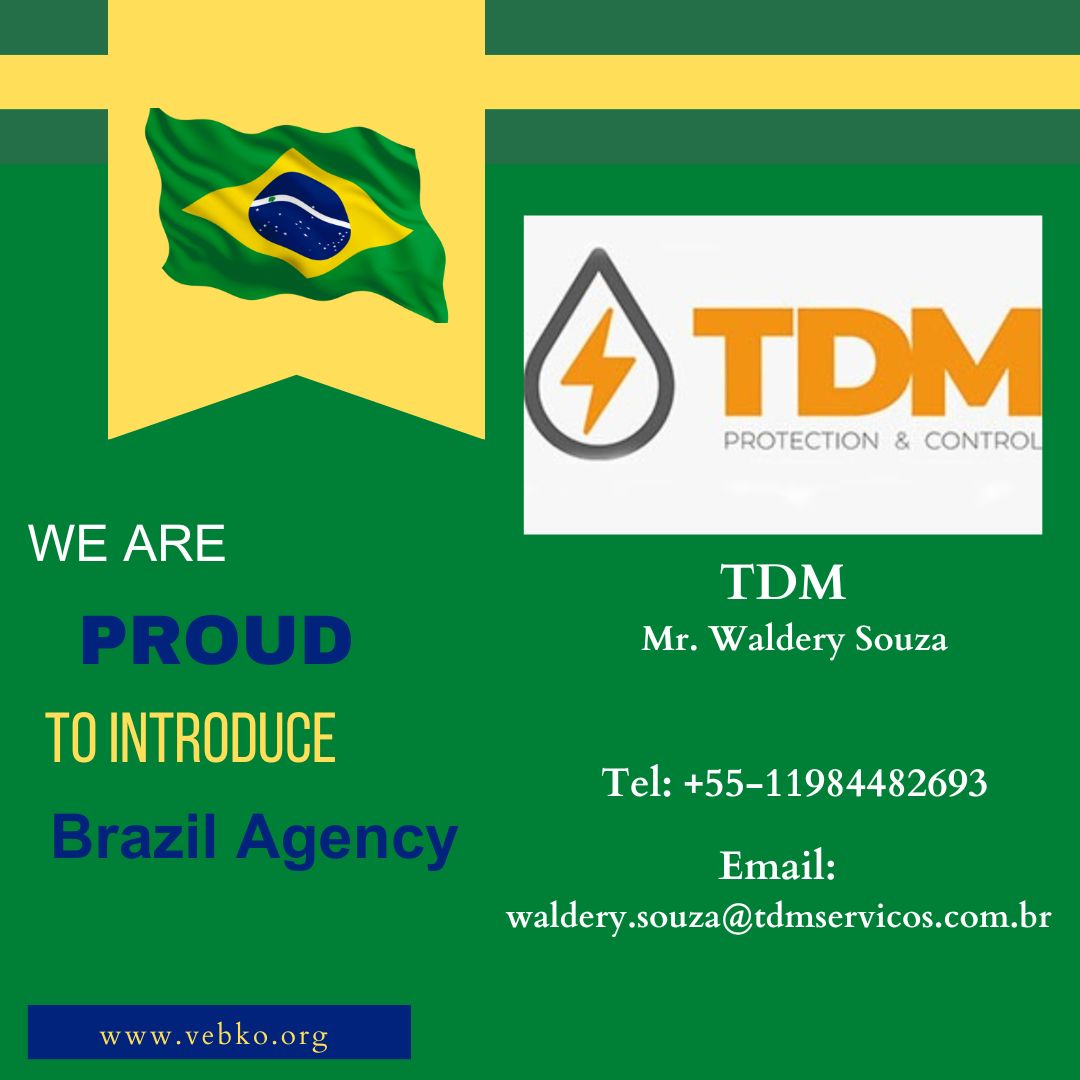 WE ARE
PROUD
TO INTRODUCE
Brazil Agency
www.vebko.org
TDM
PROTECTION & CONTROL
TDM
Mr. Waldery Souza
Tel: +55-11984482693
Email:
waldery.souza@tdmservicos.com.br